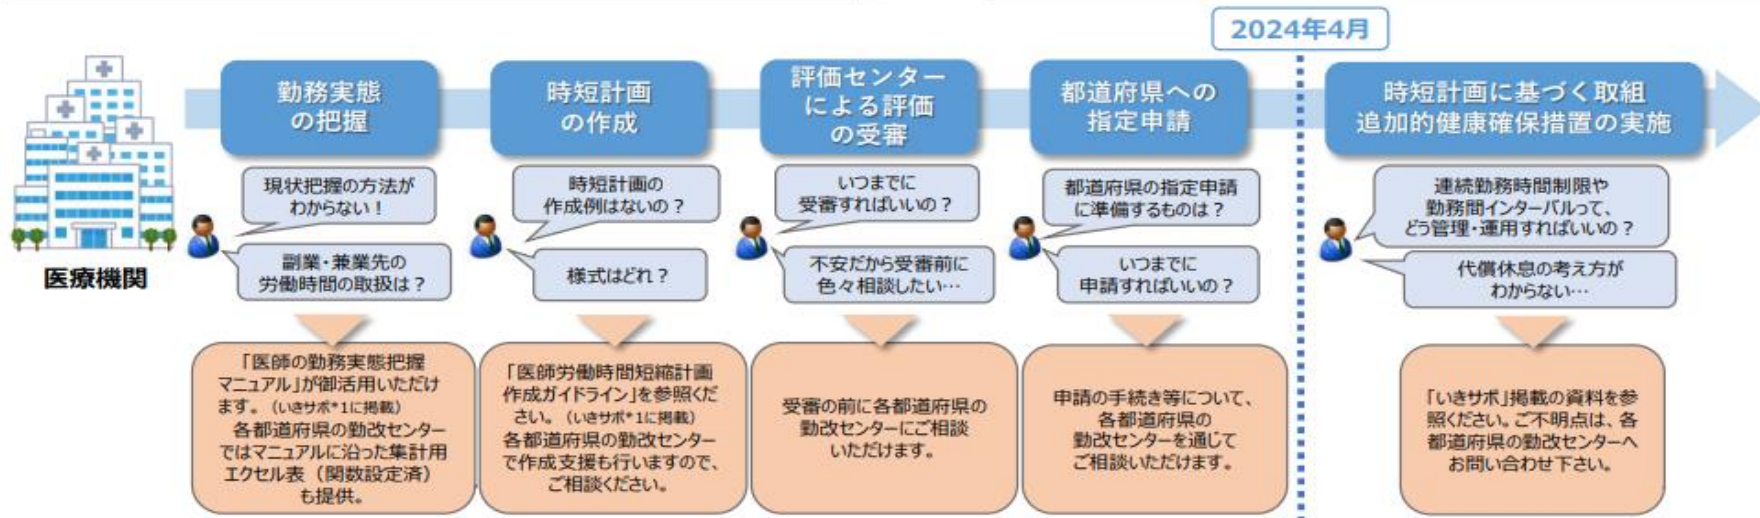 2024年4月
勤務実態
の把握
時短計画
の作成
評価センター
による評価
の受審
都道府県への
指定申請
時短計画に基づく取組
追加的健康確保措置の実施
医療機関
現状把握の方法が
わからない！
副業・兼業先の
労働時間の取扱は？
時短計画の
作成例はないの？
様式はどれ？
いつまでに
受審すればいいの？
不安だから受審前に
色々相談したい…
都道府県の指定申請
に準備するものは？
いつまでに
申請すればいいの？
連続勤務時間制限や
勤務間インターバルって、
どう管理・運用すればいいの？
代償休息の考え方が
わからない…
「医師の勤務実態把握
マニュアル」が御活用いただけ
ます。（いきサポ*1に掲載）
各都道府県の勤改センター
ではマニュアルに沿った集計用
エクセル表（関数設定済）
も提供。
「医師労働時間短縮計画
作成ガイドライン」を参照くだ
さい。（いきサポ*1に掲載）
各都道府県の勤改センター
で作成支援も行いますので、
ご相談ください。
受審の前に各都道府県の
勤改センターにご相談
いただけます。
申請の手続き等について、
各都道府県の
勤改センターを通じて
ご相談いただけます。
「いきサポ」掲載の資料を参
照ください。ご不明点は、各
都道府県の勤改センターへ
お問い合わせ下さい。